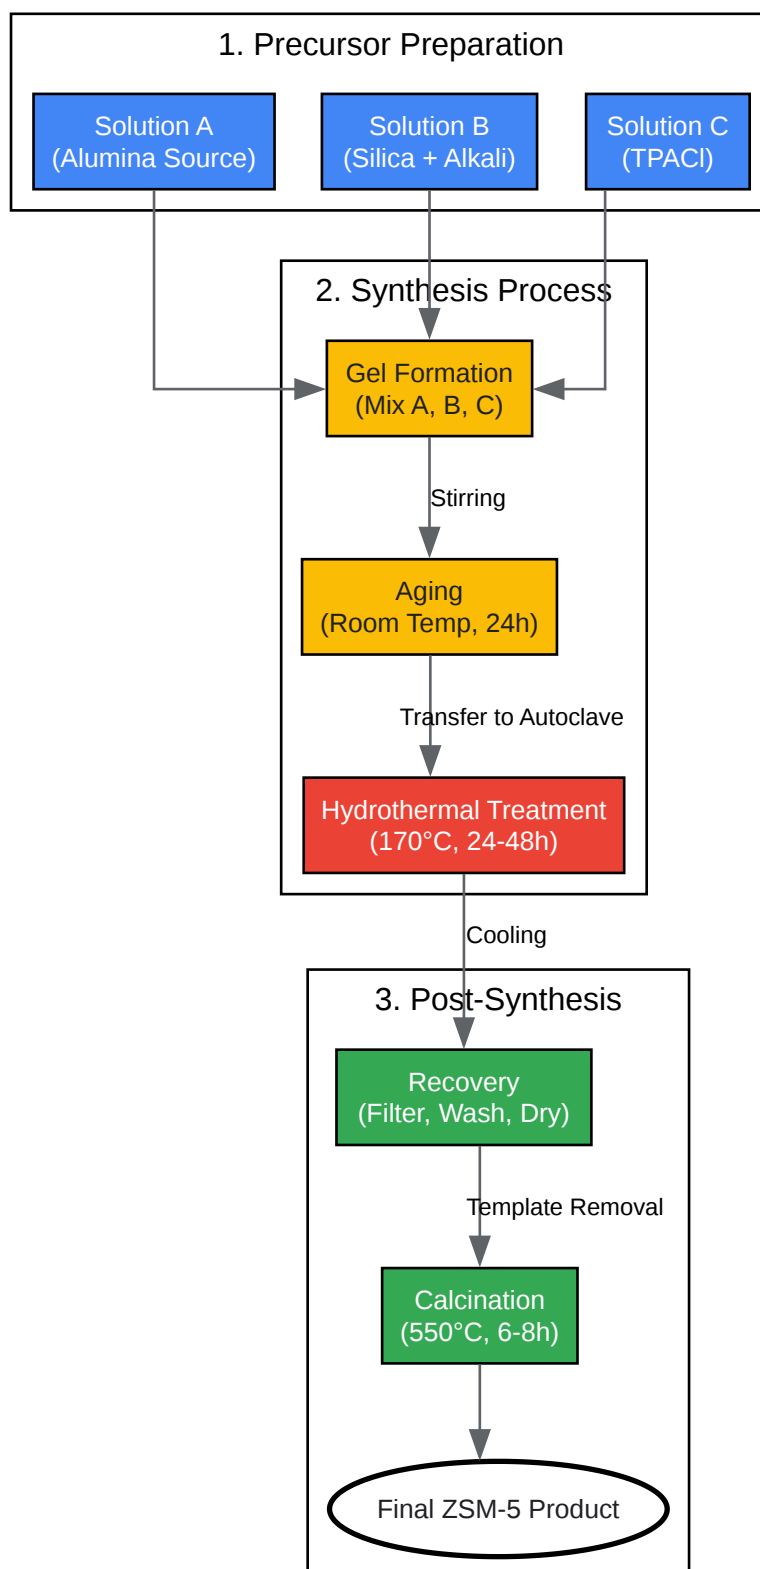 1. Precursor Preparation
Solution A
(Alumina Source)
Solution B
(Silica + Alkali)
Solution C
(TPACl)
2. Synthesis Process
Gel Formation
(Mix A, B, C)
Stirring
Aging
(Room Temp, 24h)
Transfer to Autoclave
Hydrothermal Treatment
(170°C, 24-48h)
Cooling
3. Post-Synthesis
Recovery
(Filter, Wash, Dry)
Template Removal
Calcination
(550°C, 6-8h)
Final ZSM-5 Product